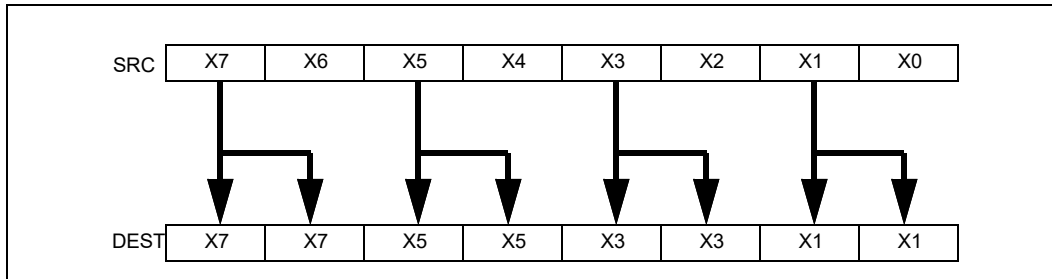 SRC X7 X6 X5 X4 X3 X2 X1 X0
DEST X7 X7 X5 X5 X3 X3 X1 X1